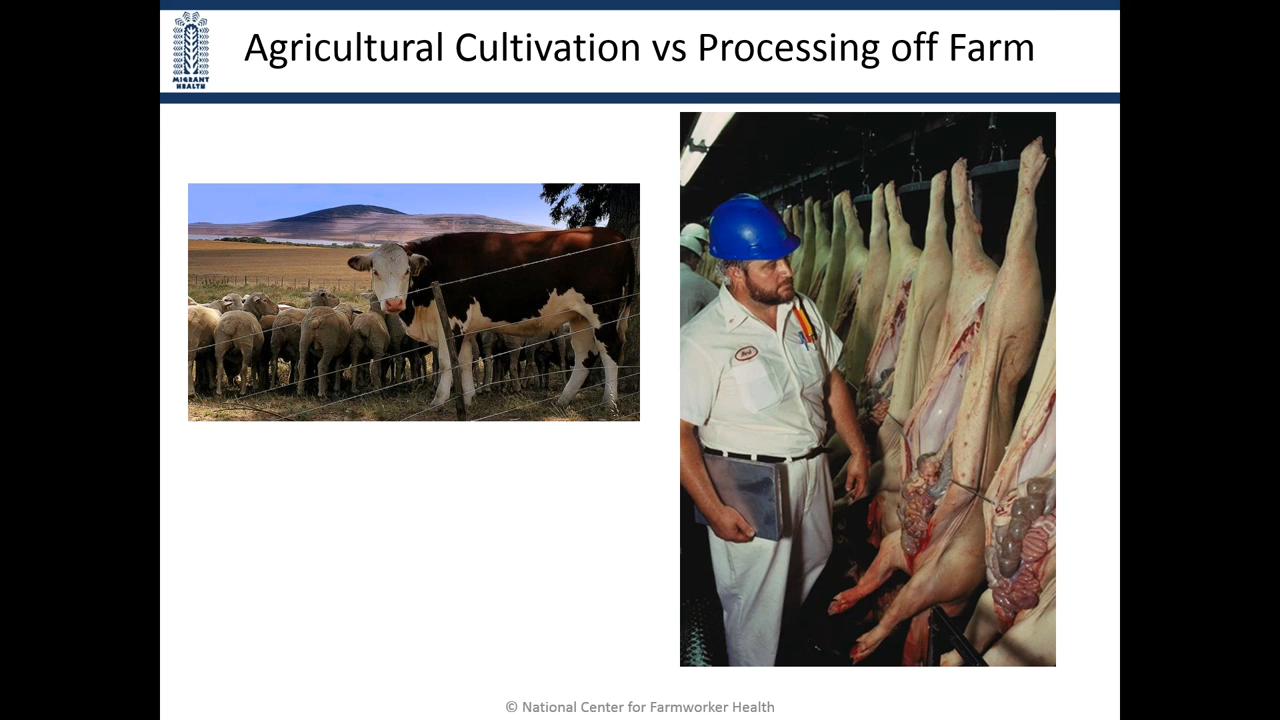 Agricultural Cultivation vs Processing off Farm
MIGRANT
HEALTH
© National Center for Farmworker Health